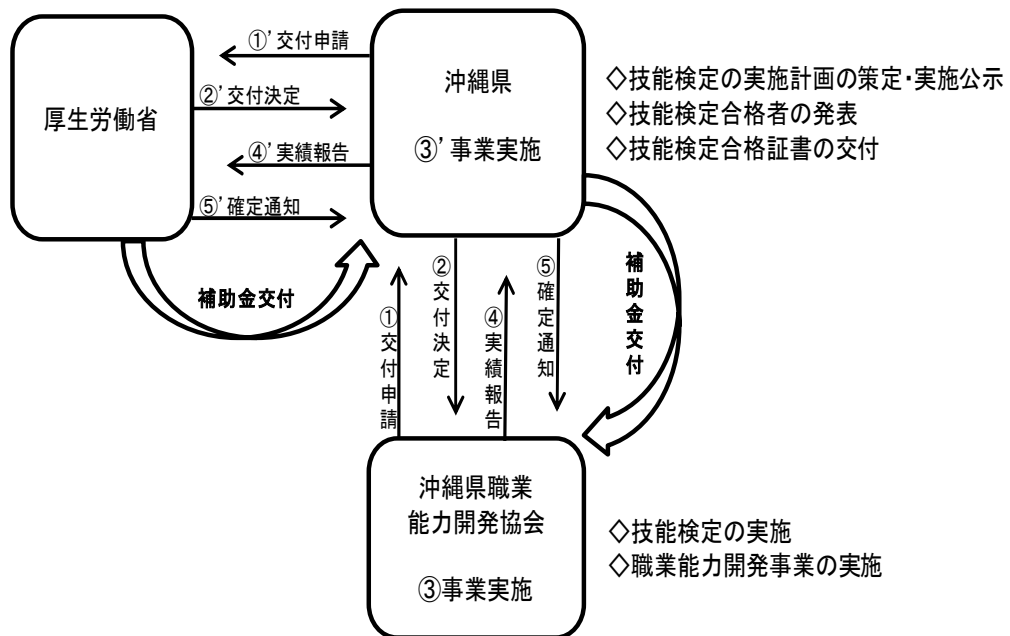 厚生労働省
①’交付申請
②’交付決定
④’実績報告
⑤’確定通知
補助金交付
沖縄県
③’事業実施
◇技能検定の実施計画の策定・実施公示
◇技能検定合格者の発表
◇技能検定合格証書の交付
①交付申請
②交付決定
④実績報告
⑤確定通知
補助金交付
沖縄県職業
能力開発協会
③事業実施
◇技能検定の実施
◇職業能力開発事業の実施